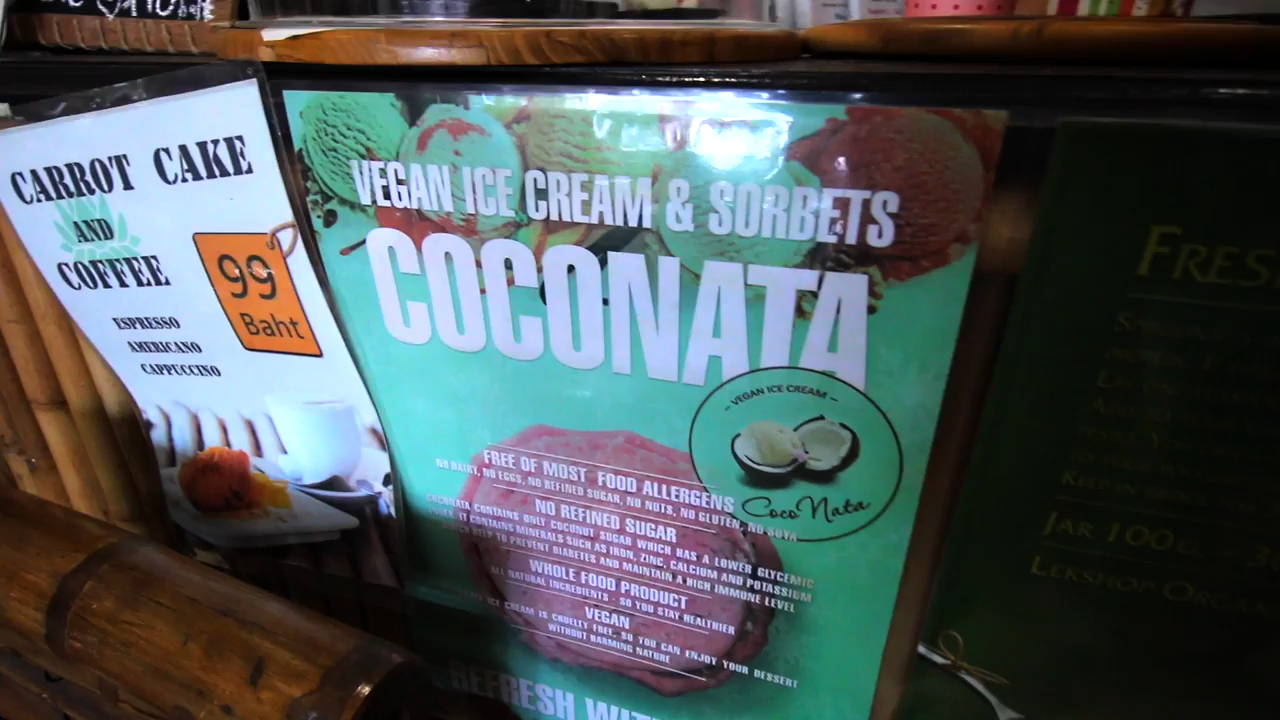 CARROT CAKE
AND
COFFEE
99
Baht
ESPRESSO
AMERICANO
CAPPUCCINO
VEGAN ICE CREAM & SORBETS
COCONATA
- VEGAN ICE CREAM -
CocoNata
FREE OF MOST FOOD ALLERGENS
NO DAIRY, NO EGGS, NO REFINED SUGAR, NO NUTS, NO GLUTEN, NO SOYA
NO REFINED SUGAR
COCONATA CONTAINS ONLY COCONUT SUGAR WHICH HAS A LOWER GLYCEMIC
IT CONTAINS MINERALS SUCH AS IRON, ZINC, CALCIUM AND POTASSIUM
HELP TO PREVENT DIABETES AND MAINTAIN A HIGH IMMUNE LEVEL
WHOLE FOOD PRODUCT
ALL NATURAL INGREDIENTS - SO YOU STAY HEALTHIER
VEGAN
ICE CREAM IS CRUELTY FREE, SO YOU CAN ENJOY YOUR DESSERT
WITHOUT HARMING NATURE
REFRESH WIT
FRES
JAR 100G
LEKSHOP